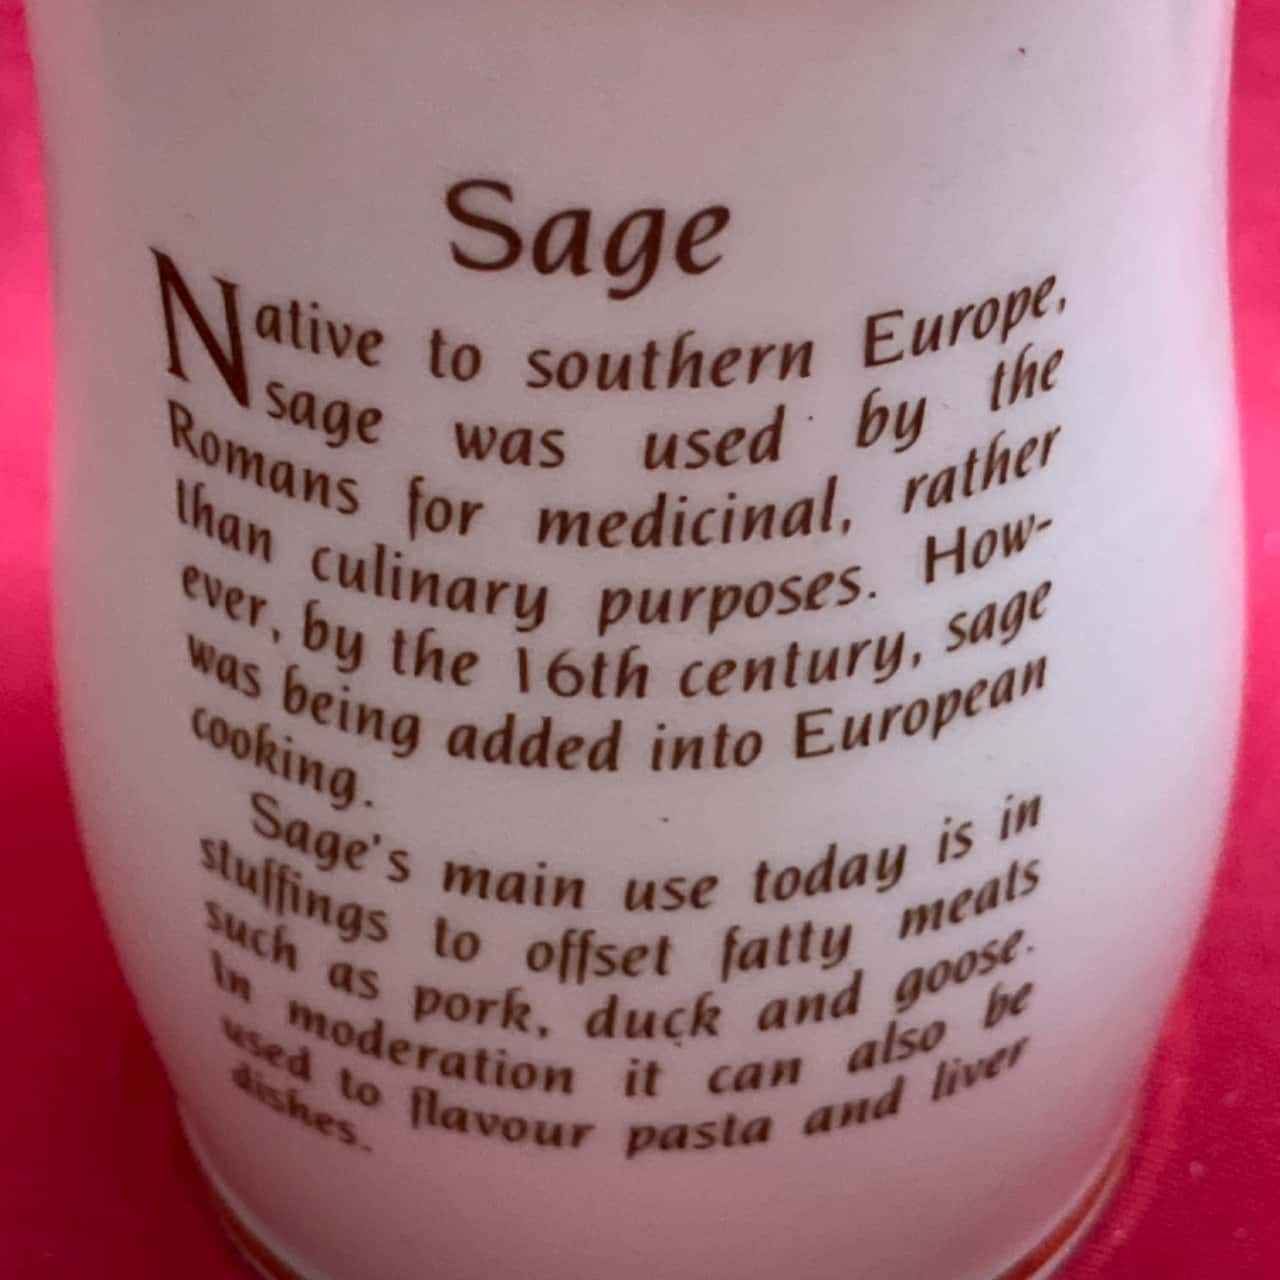 Sage
Native to southern Europe,
sage was used by the
Romans for medicinal, rather
than culinary purposes. How-
ever, by the 16th century, sage
was being added into European
cooking.
Sage's main use today is in
stuffings to offset fatty meats
such as pork, duck and goose.
In moderation it can also be
used to flavour pasta and liver
dishes.